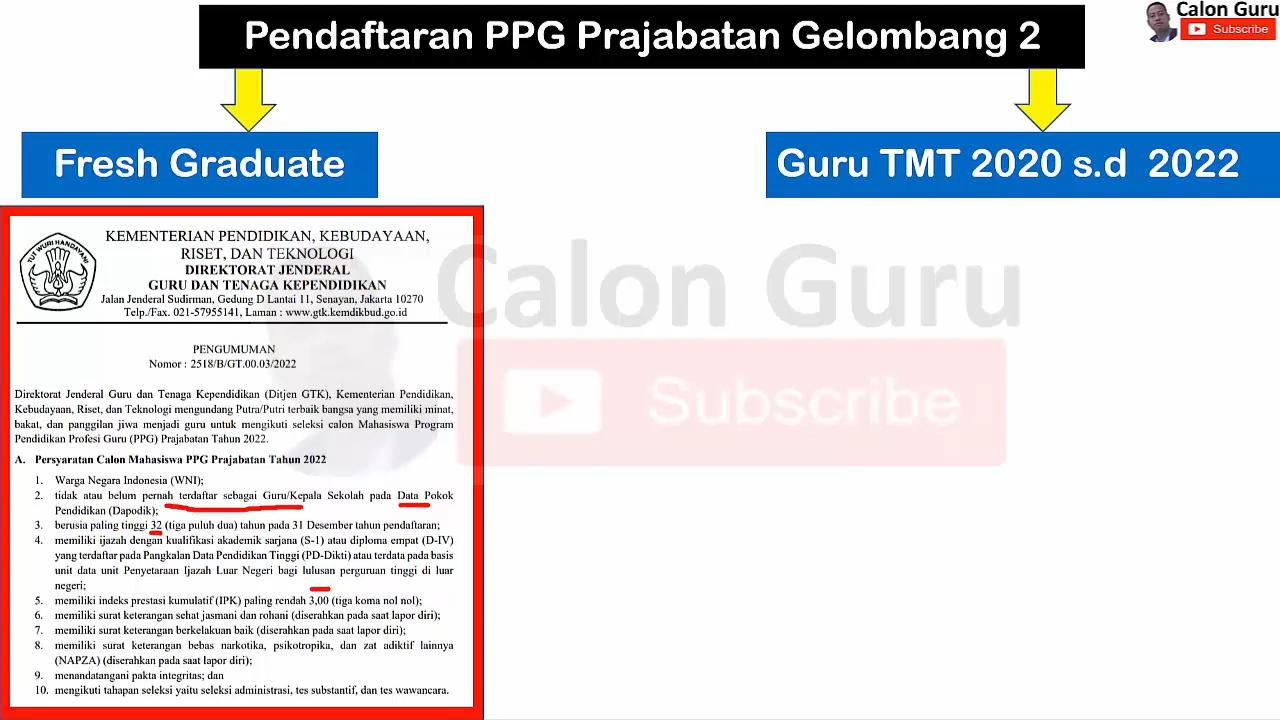 Pendaftaran PPG Prajabatan Gelombang 2
Calon Guru
Subscribe
Fresh Graduate
Guru TMT 2020 s.d 2022
TUT WURI HANDAYANI
KEMENTERIAN PENDIDIKAN, KEBUDAYAAN,
RISET, DAN TEKNOLOGI
DIREKTORAT JENDERAL
GURU DAN TENAGA KEPENDIDIKAN
Jalan Jenderal Sudirman, Gedung D Lantai 11, Senayan, Jakarta 10270
Telp./Fax. 021-57955141, Laman : www.gtk.kemdikbud.go.id
PENGUMUMAN
Nomor : 2518/B/GT.00.03/2022
Direktorat Jenderal Guru dan Tenaga Kependidikan (Ditjen GTK), Kementerian Pendidikan,
Kebudayaan, Riset, dan Teknologi mengundang Putra/Putri terbaik bangsa yang memiliki minat,
bakat, dan panggilan jiwa menjadi guru untuk mengikuti seleksi calon Mahasiswa Program
Pendidikan Profesi Guru (PPG) Prajabatan Tahun 2022.
A. Persyaratan Calon Mahasiswa PPG Prajabatan Tahun 2022
1. Warga Negara Indonesia (WNI);
2. tidak atau belum pernah terdaftar sebagai Guru/Kepala Sekolah pada Data Pokok
Pendidikan (Dapodik);
3. berusia paling tinggi 32 (tiga puluh dua) tahun pada 31 Desember tahun pendaftaran;
4. memiliki ijazah dengan kualifikasi akademik sarjana (S-1) atau diploma empat (D-IV)
yang terdaftar pada Pangkalan Data Pendidikan Tinggi (PD-Dikti) atau terdata pada basis
unit data unit Penyetaraan Ijazah Luar Negeri bagi lulusan perguruan tinggi di luar
negeri;
5. memiliki indeks prestasi kumulatif (IPK) paling rendah 3,00 (tiga koma nol nol);
6. memiliki surat keterangan sehat jasmani dan rohani (diserahkan pada saat lapor diri);
7. memiliki surat keterangan berkelakuan baik (diserahkan pada saat lapor diri);
8. memiliki surat keterangan bebas narkotika, psikotropika, dan zat adiktif lainnya
(NAPZA) (diserahkan pada saat lapor diri);
9. menandatangani pakta integritas; dan
10. mengikuti tahapan seleksi yaitu seleksi administrasi, tes substantif, dan tes wawancara.
Calon Guru
Subscribe